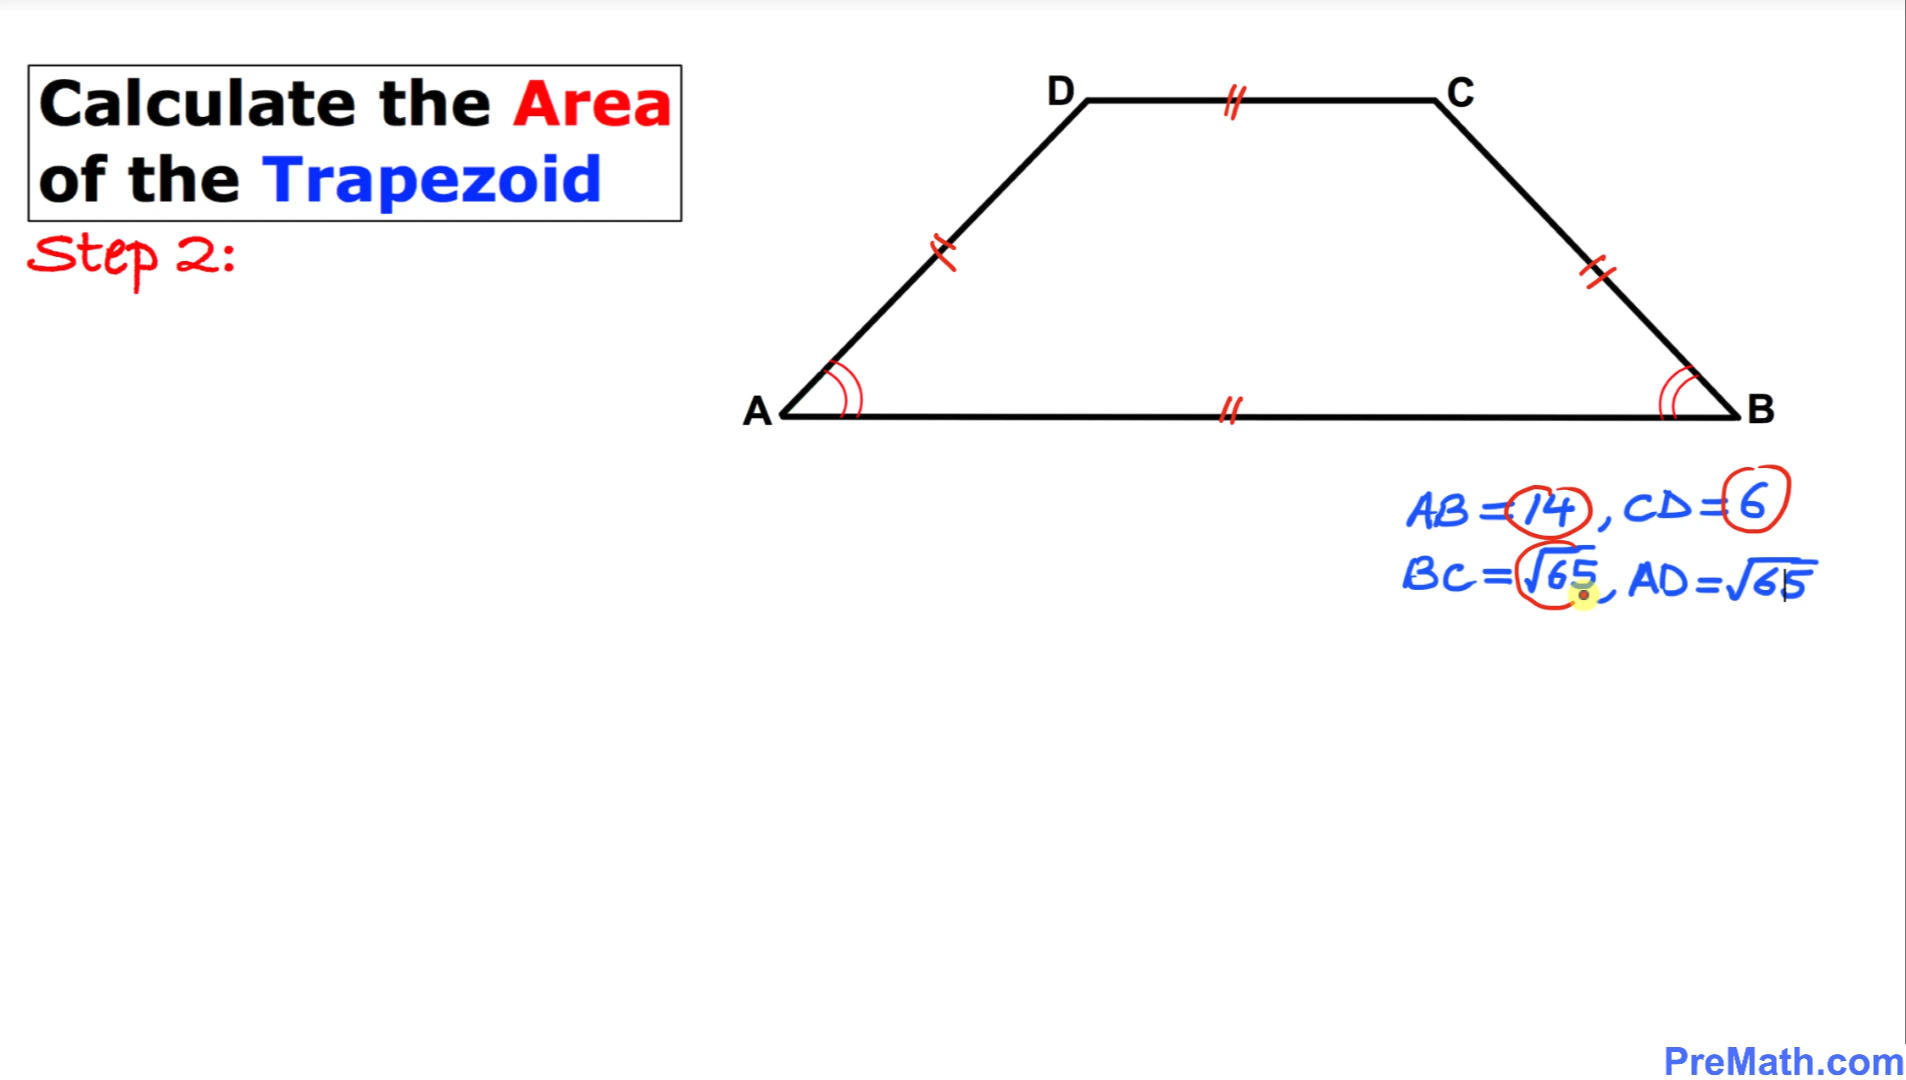 Calculate the Area
of the Trapezoid
Step 2:
D
C
A
B
AB = 14, CD = 6
BC = √65, AD = √65
PreMath.com